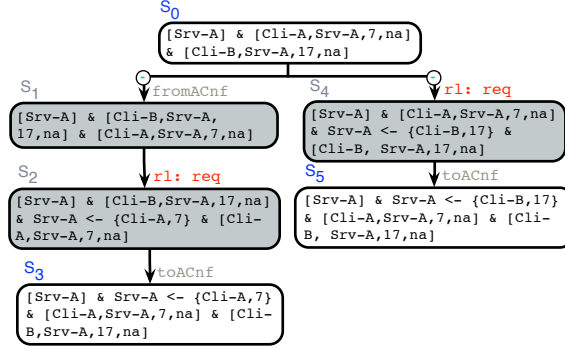 S0
[Srv-A] & [Cli-A,Srv-A,7,na]
& [Cli-B,Srv-A,17,na]
-
-
S1
fromACnf
[Srv-A] & [Cli-B,Srv-A,
17,na] & [Cli-A,Srv-A,7,na]
rl: req
S2
[Srv-A] & [Cli-B,Srv-A,17,na]
& Srv-A <- {Cli-A,7} & [Cli-
A,Srv-A,7,na]
toACnf
S3
[Srv-A] & Srv-A <- {Cli-A,7}
& [Cli-A,Srv-A,7,na] & [Cli-
B,Srv-A,17,na]
S4
rl: req
[Srv-A] & [Cli-A,Srv-A,7,na]
& Srv-A <- {Cli-B,17} &
[Cli-B, Srv-A,17,na]
toACnf
S5
[Srv-A] & Srv-A <- {Cli-B,17}
& [Cli-A,Srv-A,7,na] & [Cli-
B, Srv-A,17,na]